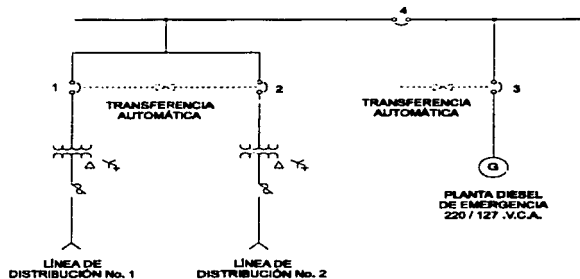 4
1
2
3
TRANSFERENCIA
AUTOMÁTICA
TRANSFERENCIA
AUTOMÁTICA
G
PLANTA DIESEL
DE EMERGENCIA
220 / 127 .V.C.A.
LÍNEA DE
DISTRIBUCIÓN No. 1
LÍNEA DE
DISTRIBUCIÓN No. 2